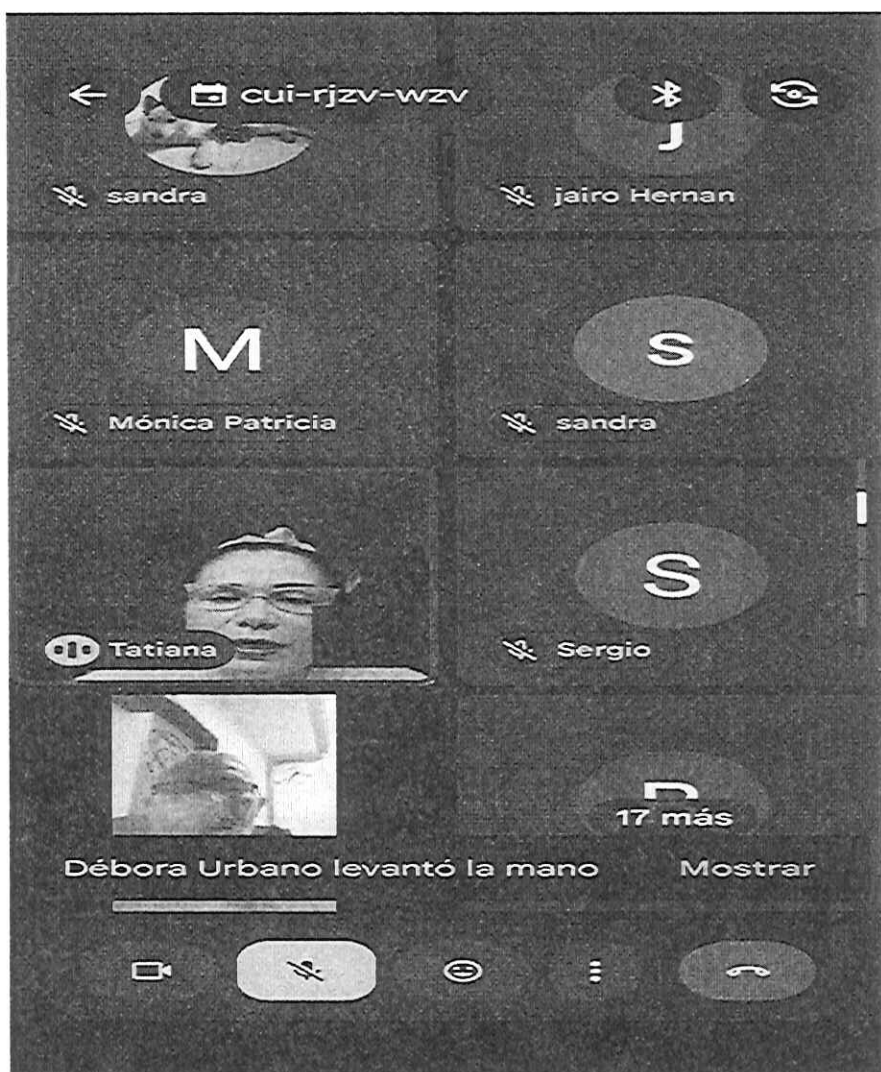 cui-rjzv-wzv
J
sandra
jairo Hernan
M
S
Mónica Patricia
sandra
S
Tatiana
Sergio
17 más
Débora Urbano levantó la mano
Mostrar